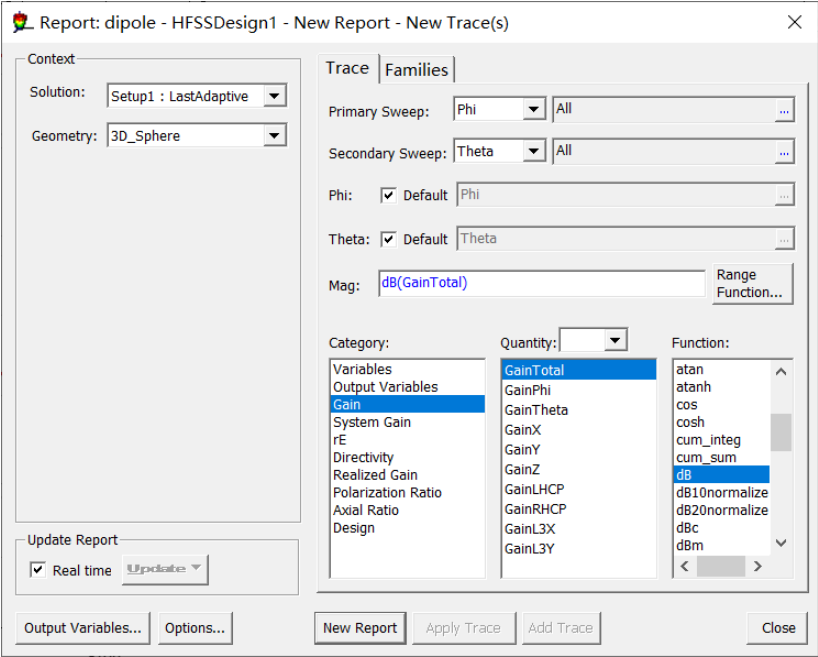 Report: dipole - HFSSDesign1 - New Report - New Trace(s)
Context
Solution: Setup1 : LastAdaptive
Geometry: 3D_Sphere
Update Report
Real time Update
Output Variables... Options...
Trace Families
Primary Sweep: Phi All ...
Secondary Sweep: Theta All ...
Phi: Default Phi ...
Theta: Default Theta ...
Mag: dB(GainTotal) Range
Function...
Category:
Variables
Output Variables
Gain
System Gain
rE
Directivity
Realized Gain
Polarization Ratio
Axial Ratio
Design
Quantity:
GainTotal
GainPhi
GainTheta
GainX
GainY
GainZ
GainLHCP
GainRHCP
GainL3X
GainL3Y
Function:
atan
atanh
cos
cosh
cum_integ
cum_sum
dB
dB10normalize
dB20normalize
dBc
dBm
New Report Apply Trace Add Trace Close